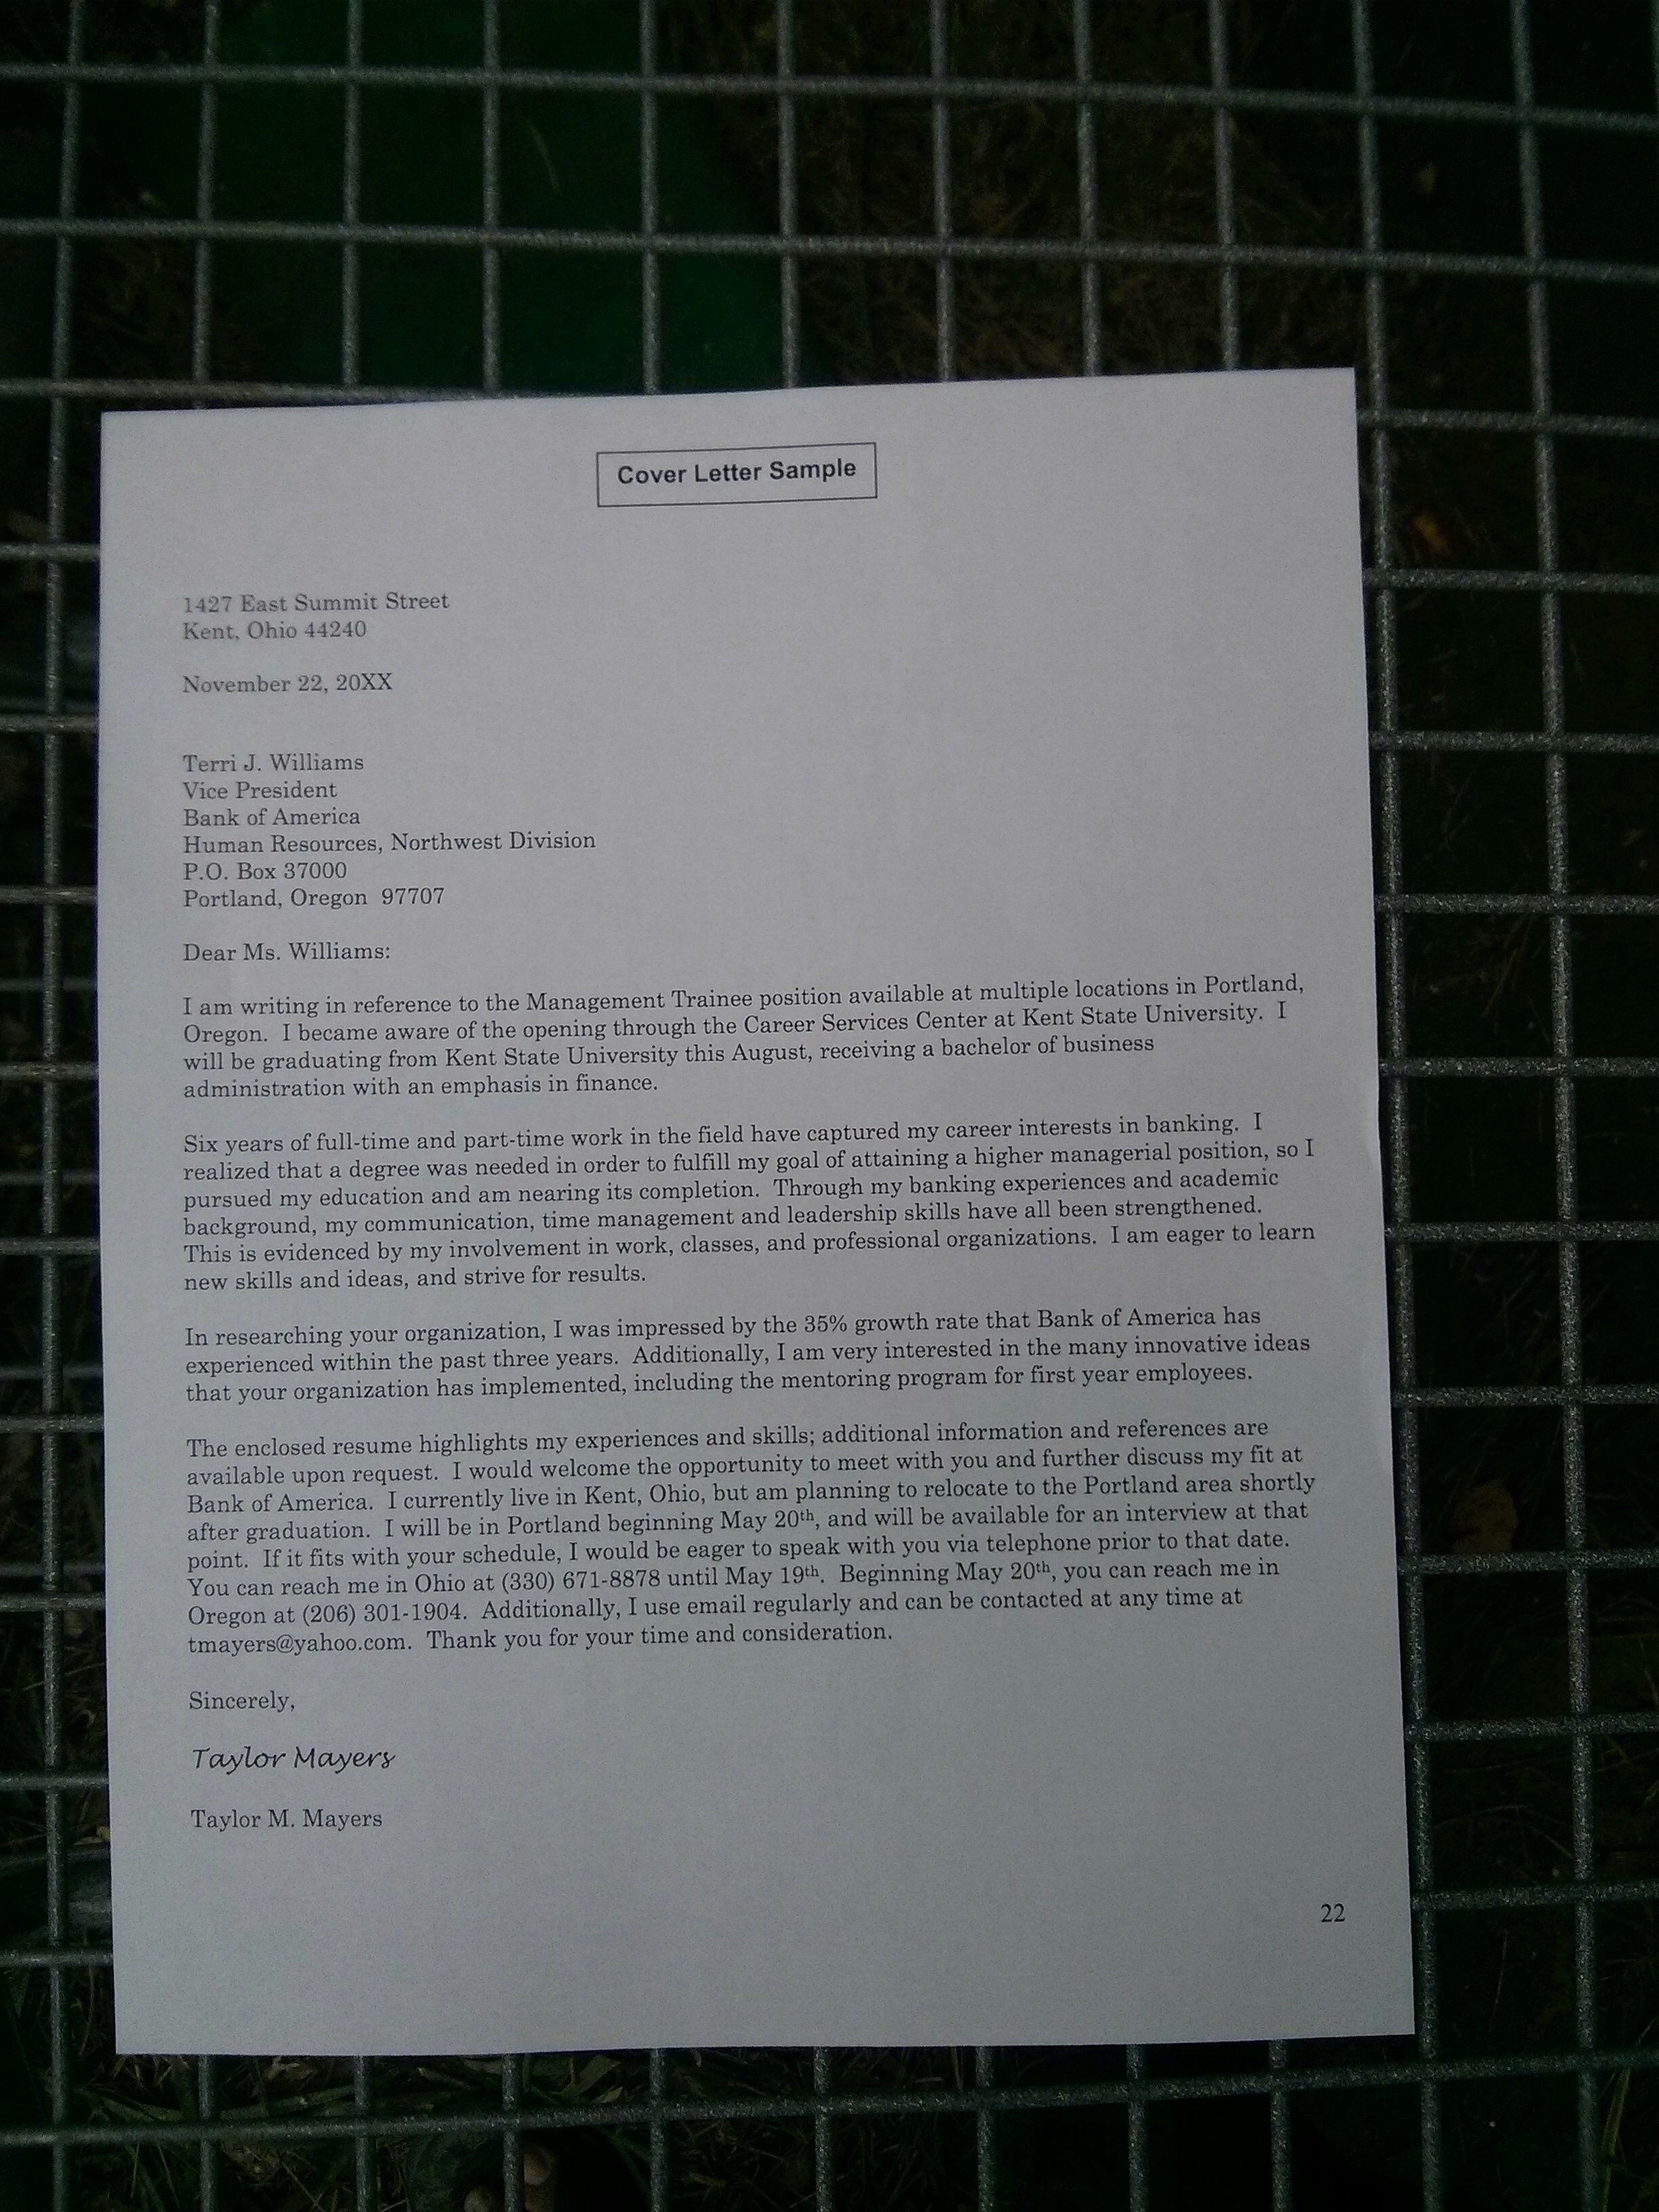 Cover Letter Sample
1427 East Summit Street
Kent, Ohio 44240
November 22, 20XX
Terri J. Williams
Vice President
Bank of America
Human Resources, Northwest Division
P.O. Box 37000
Portland, Oregon  97707
Dear Ms. Williams:
I am writing in reference to the Management Trainee position available at multiple locations in Portland,
Oregon.  I became aware of the opening through the Career Services Center at Kent State University.  I
will be graduating from Kent State University this August, receiving a bachelor of business
administration with an emphasis in finance.
Six years of full-time and part-time work in the field have captured my career interests in banking.  I
realized that a degree was needed in order to fulfill my goal of attaining a higher managerial position, so I
pursued my education and am nearing its completion.  Through my banking experiences and academic
background, my communication, time management and leadership skills have all been strengthened.
This is evidenced by my involvement in work, classes, and professional organizations.  I am eager to learn
new skills and ideas, and strive for results.
In researching your organization, I was impressed by the 35% growth rate that Bank of America has
experienced within the past three years.  Additionally, I am very interested in the many innovative ideas
that your organization has implemented, including the mentoring program for first year employees.
The enclosed resume highlights my experiences and skills; additional information and references are
available upon request.  I would welcome the opportunity to meet with you and further discuss my fit at
Bank of America.  I currently live in Kent, Ohio, but am planning to relocate to the Portland area shortly
after graduation.  I will be in Portland beginning May 20th, and will be available for an interview at that
point.  If it fits with your schedule, I would be eager to speak with you via telephone prior to that date.
You can reach me in Ohio at (330) 671-8878 until May 19th.  Beginning May 20th, you can reach me in
Oregon at (206) 301-1904.  Additionally, I use email regularly and can be contacted at any time at
tmayers@yahoo.com.  Thank you for your time and consideration.
Sincerely,
Taylor Mayers
Taylor M. Mayers
22